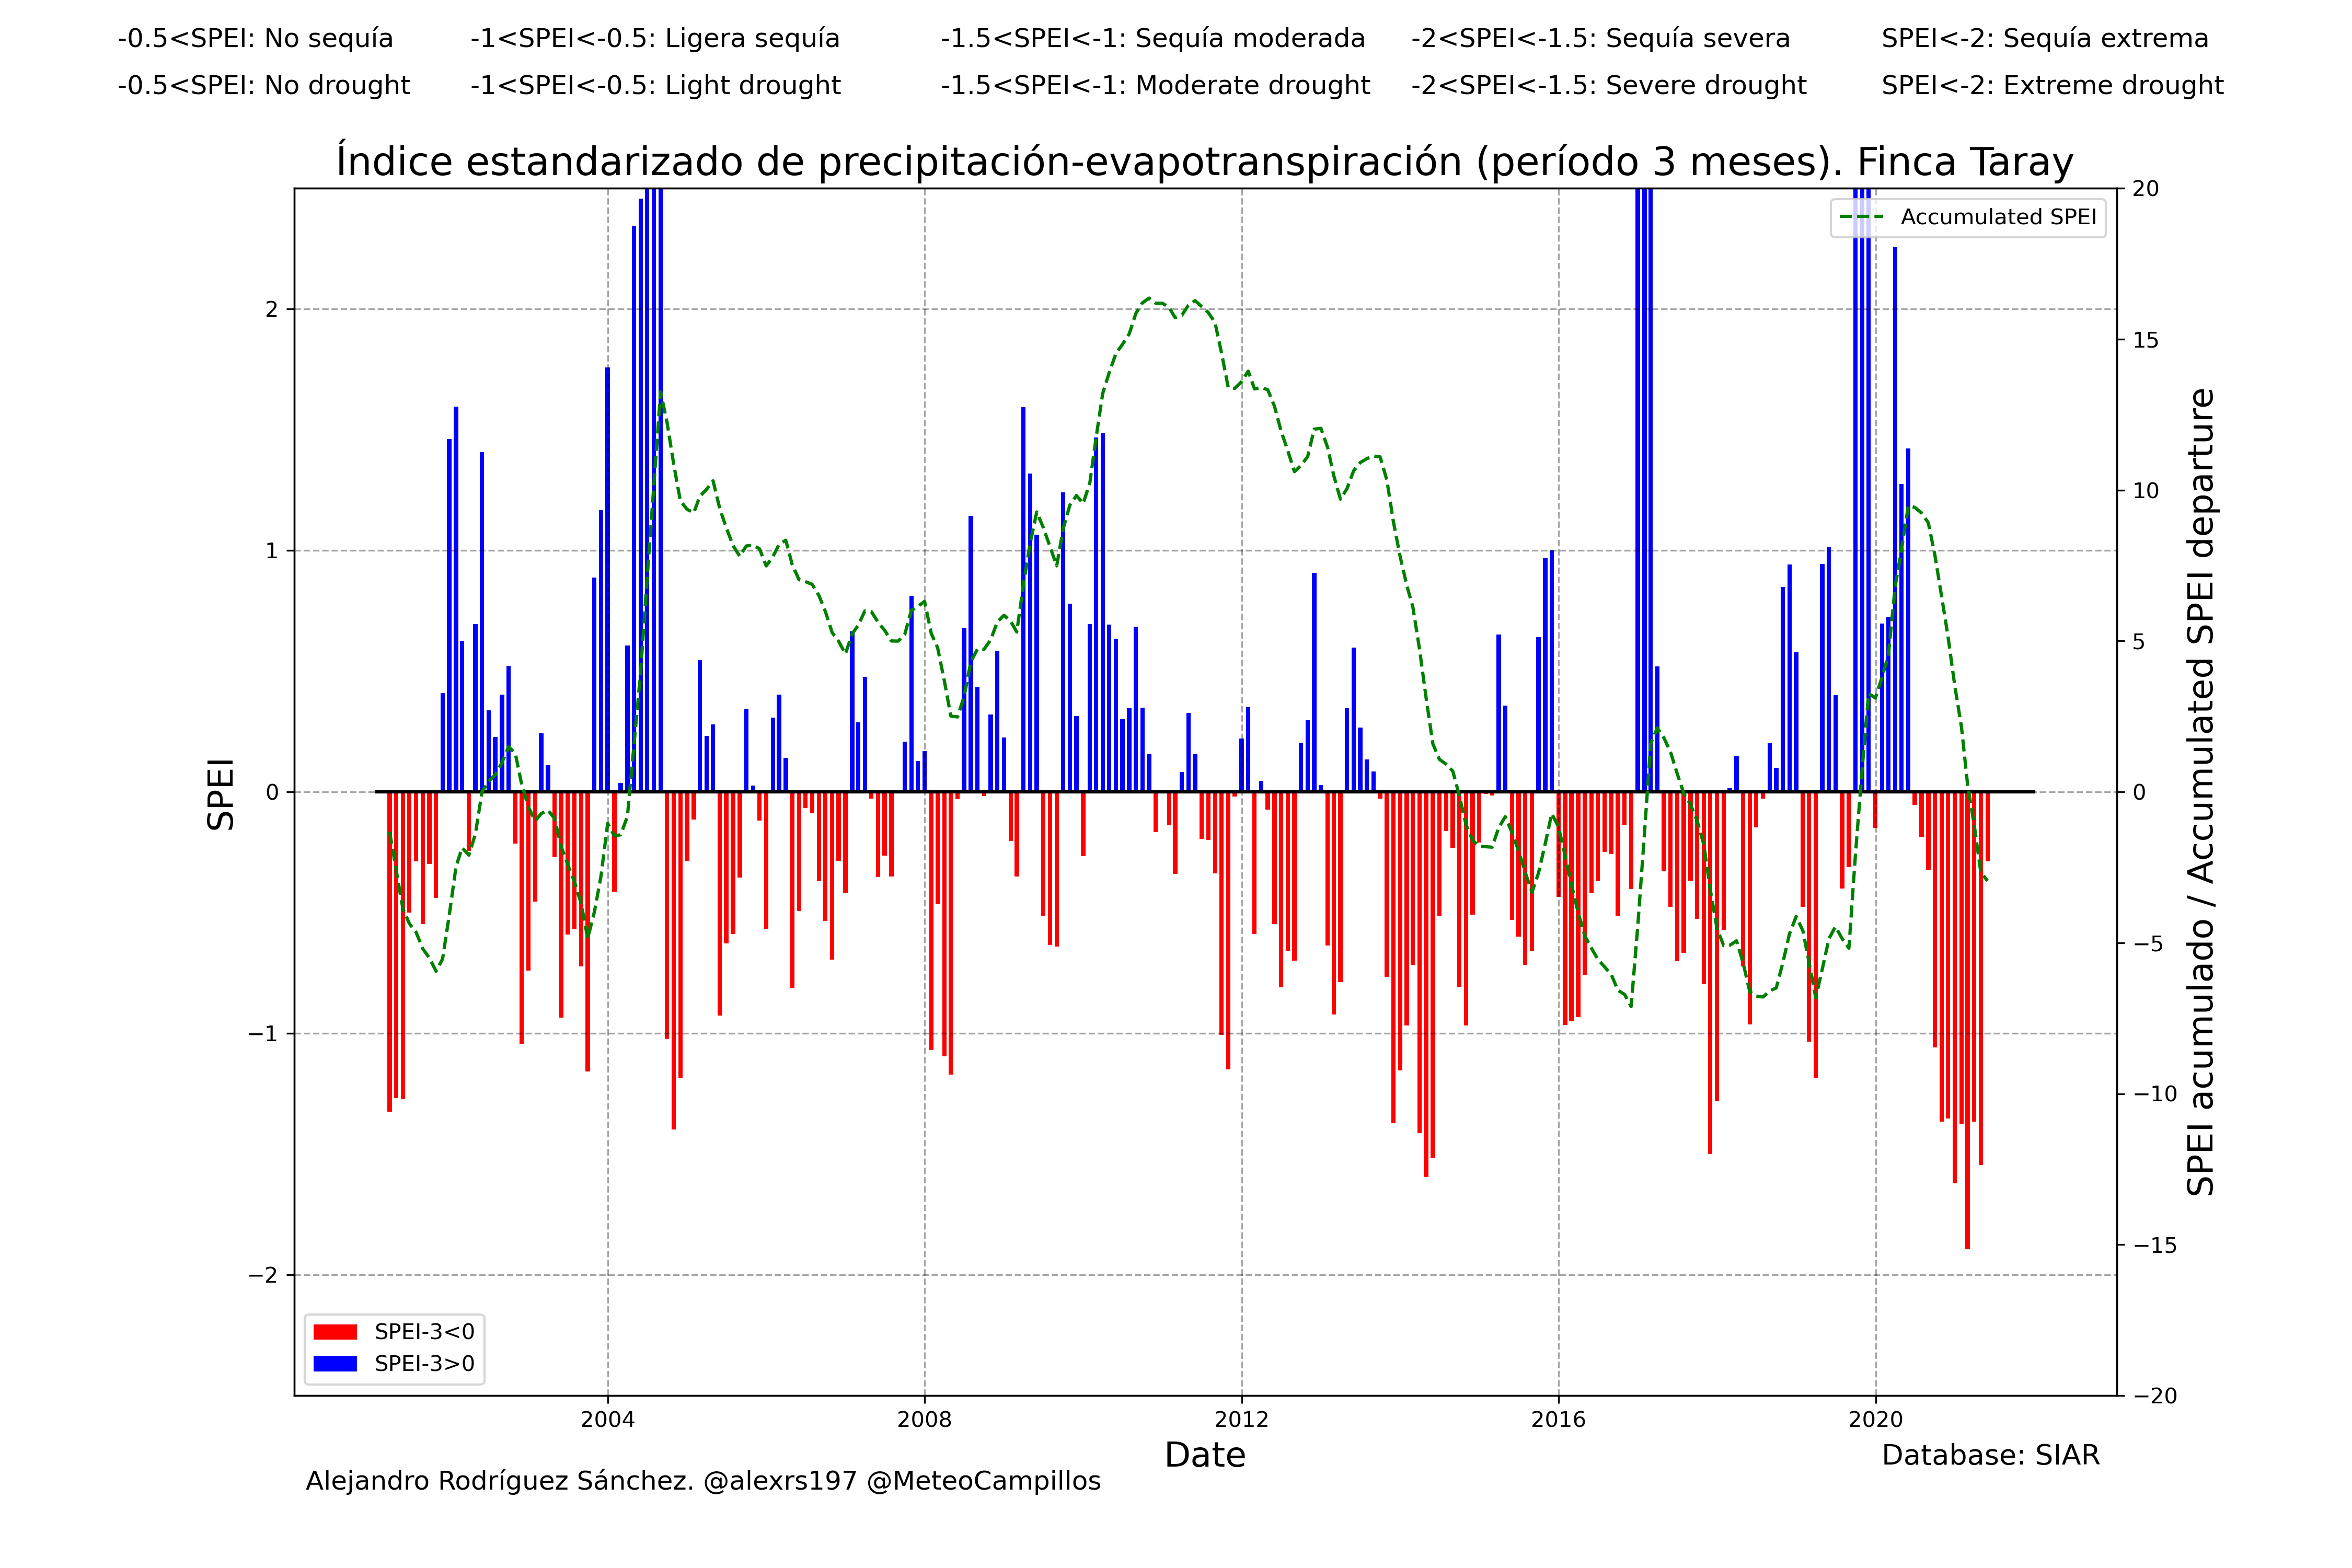 -0.5<SPEI: No sequía -1<SPEI<-0.5: Ligera sequía -1.5<SPEI<-1: Sequía moderada -2<SPEI<-1.5: Sequía severa SPEI<-2: Sequía extrema
-0.5<SPEI: No drought -1<SPEI<-0.5: Light drought -1.5<SPEI<-1: Moderate drought -2<SPEI<-1.5: Severe drought SPEI<-2: Extreme drought
Índice estandarizado de precipitación-evapotranspiración (período 3 meses). Finca Taray
Accumulated SPEI
SPEI
2
1
0
−1
−2
20
15
10
5
0
−5
−10
−15
−20
SPEI acumulado / Accumulated SPEI departure
SPEI-3<0
SPEI-3>0
2004 2008 2012 2016 2020
Date
Database: SIAR
Alejandro Rodríguez Sánchez. @alexrs197 @MeteoCampillos